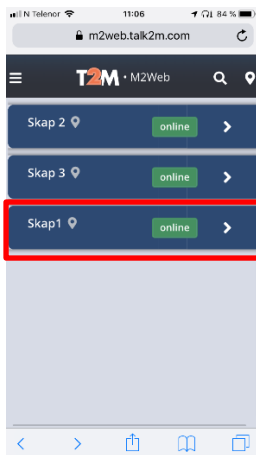 N Telenor 11:06 84 %
m2web.talk2m.com
T2M · M2Web
Skap 2 online
Skap 3 online
Skap1 online